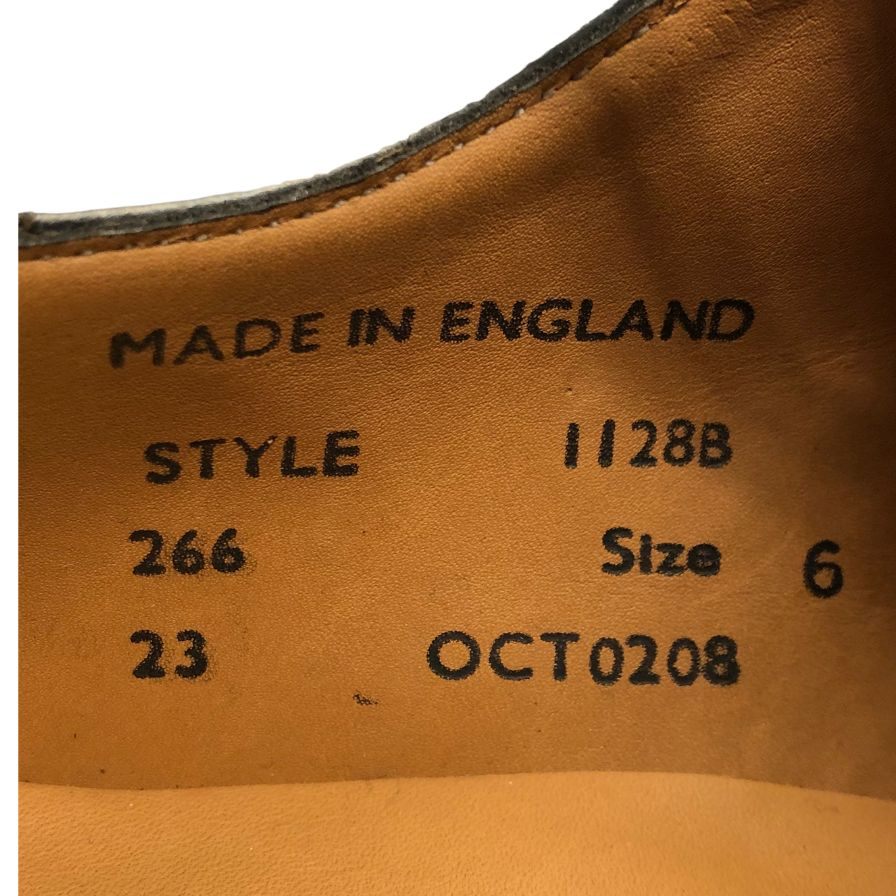 MADE IN ENGLAND
STYLE 1128B
266 Size 6
23 OCT0208